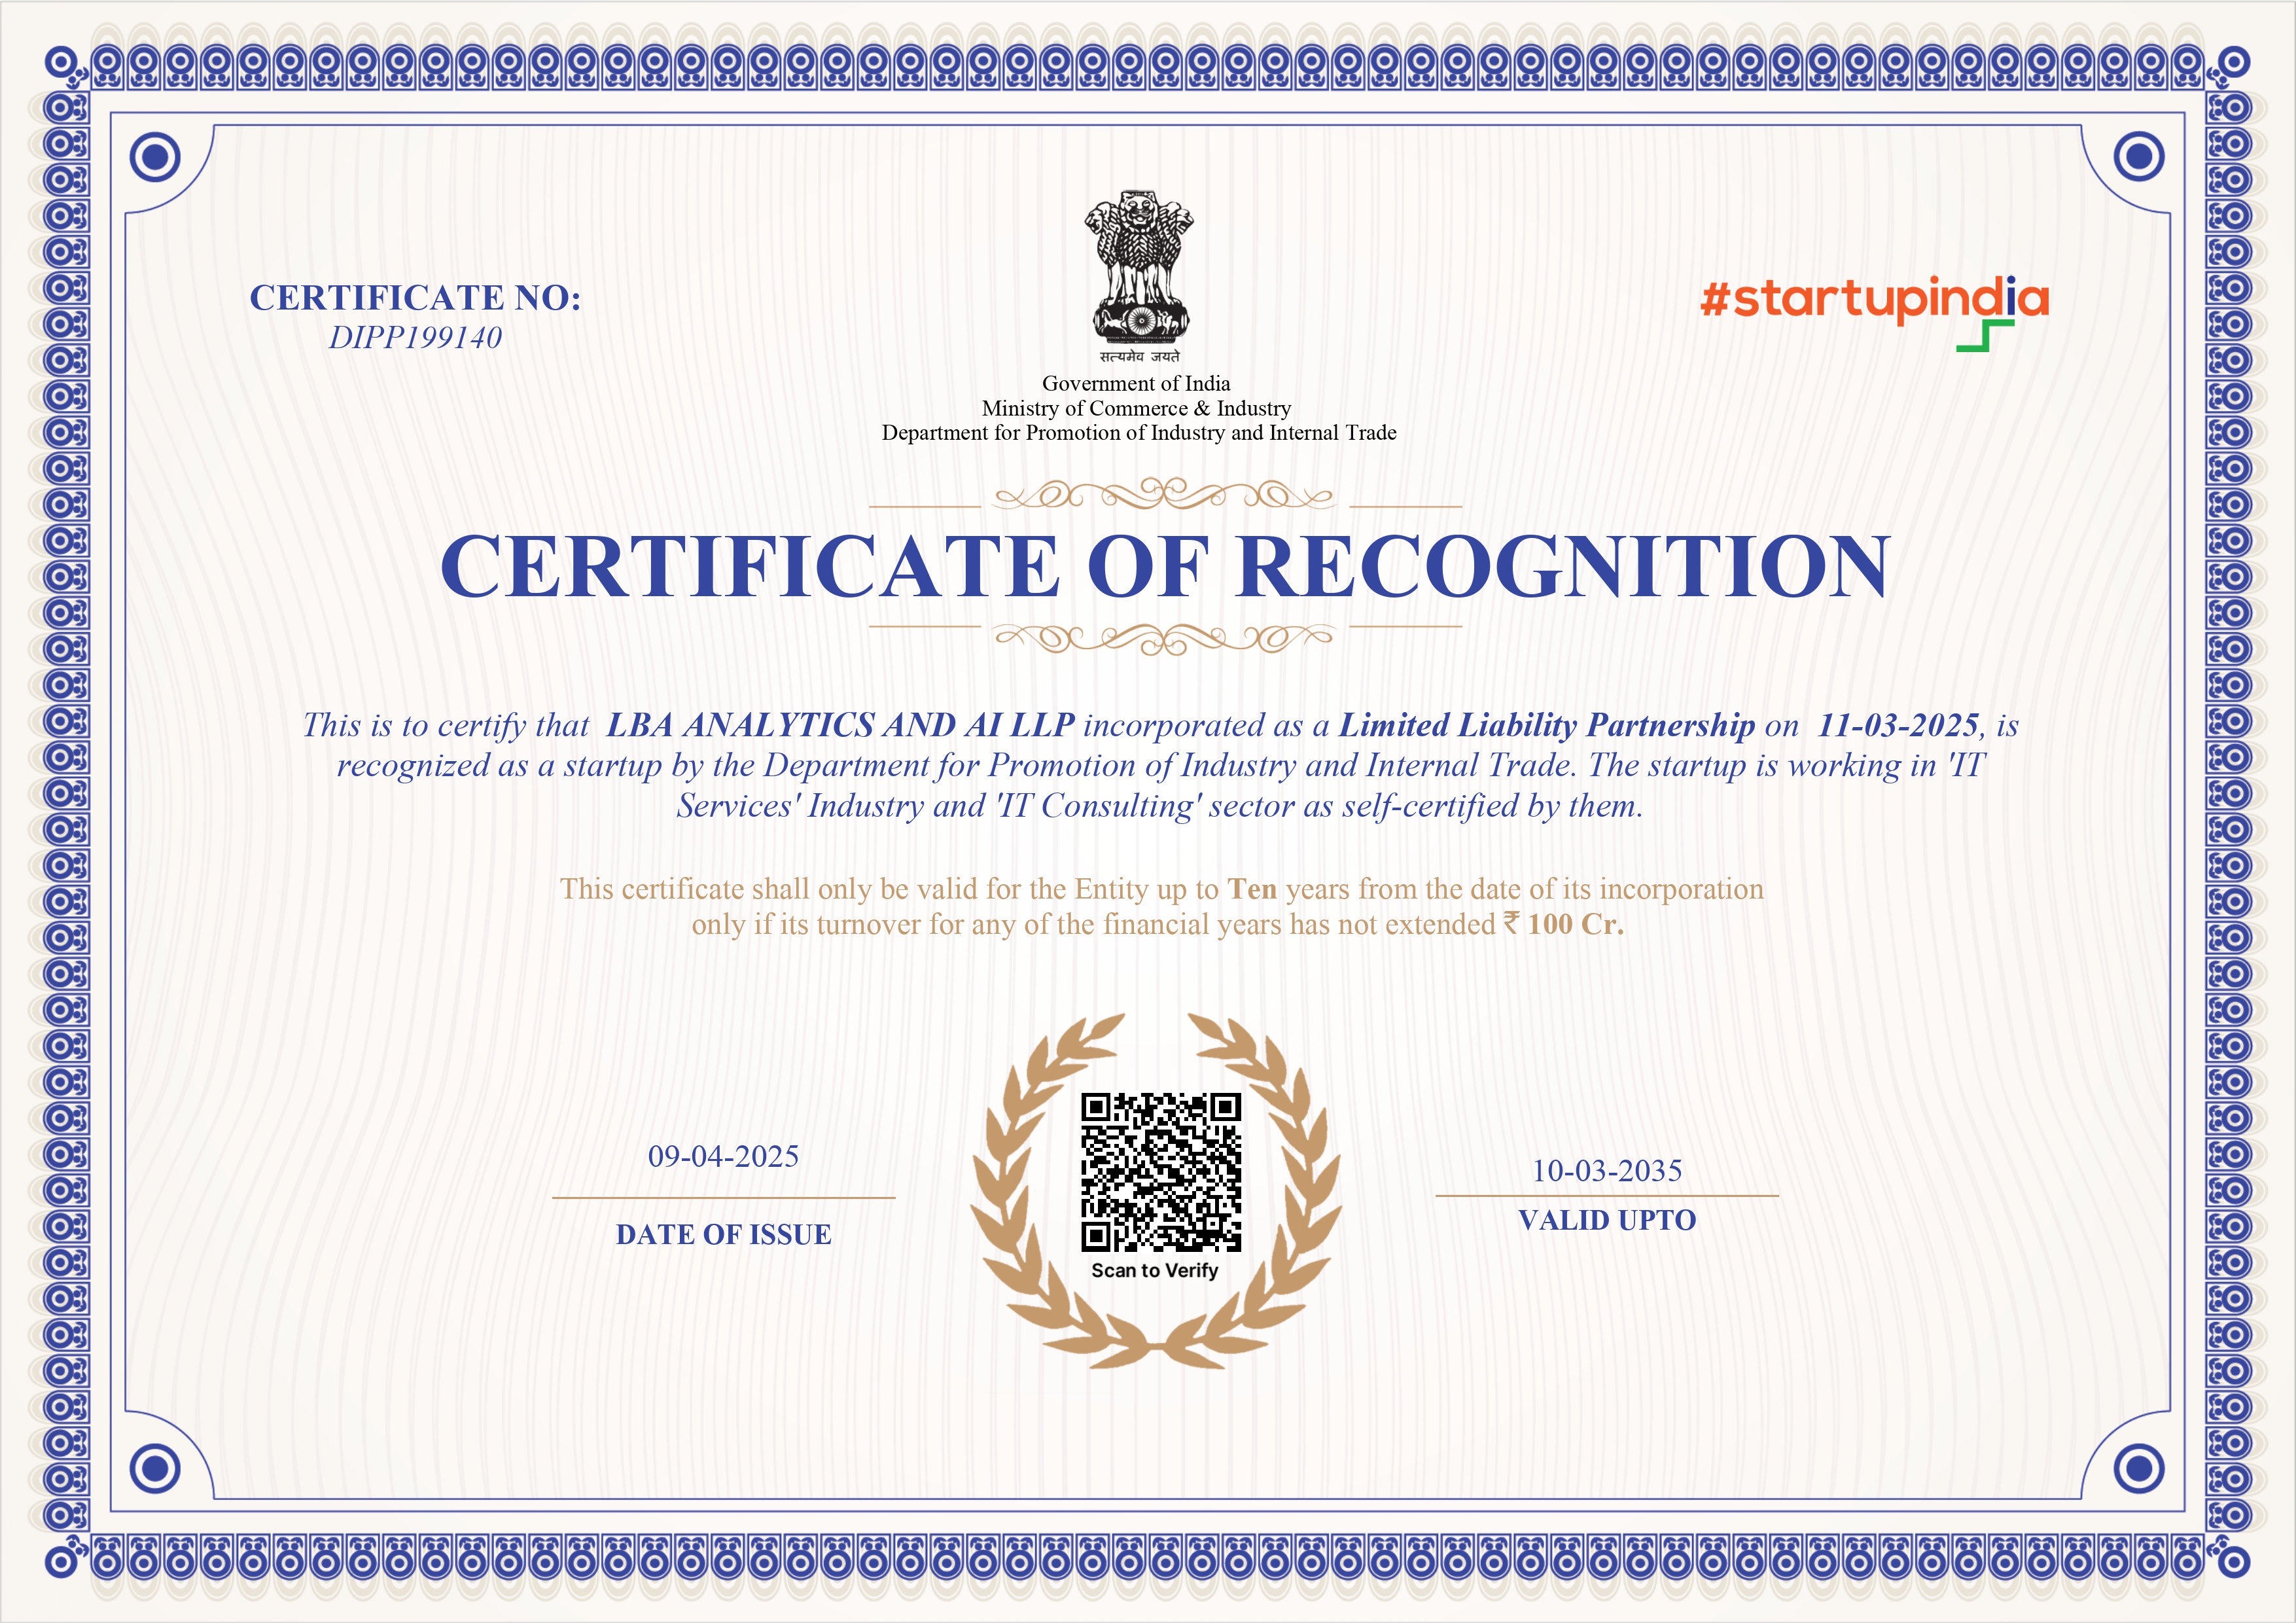 CERTIFICATE NO:
DIPP199140
#startupindia
सत्यमेव जयते
Government of India
Ministry of Commerce & Industry
Department for Promotion of Industry and Internal Trade
CERTIFICATE OF RECOGNITION
This is to certify that LBA ANALYTICS AND AI LLP incorporated as a Limited Liability Partnership on 11-03-2025, is
recognized as a startup by the Department for Promotion of Industry and Internal Trade. The startup is working in 'IT
Services' Industry and 'IT Consulting' sector as self-certified by them.
This certificate shall only be valid for the Entity up to Ten years from the date of its incorporation
only if its turnover for any of the financial years has not extended ₹ 100 Cr.
09-04-2025
DATE OF ISSUE
Scan to Verify
10-03-2035
VALID UPTO